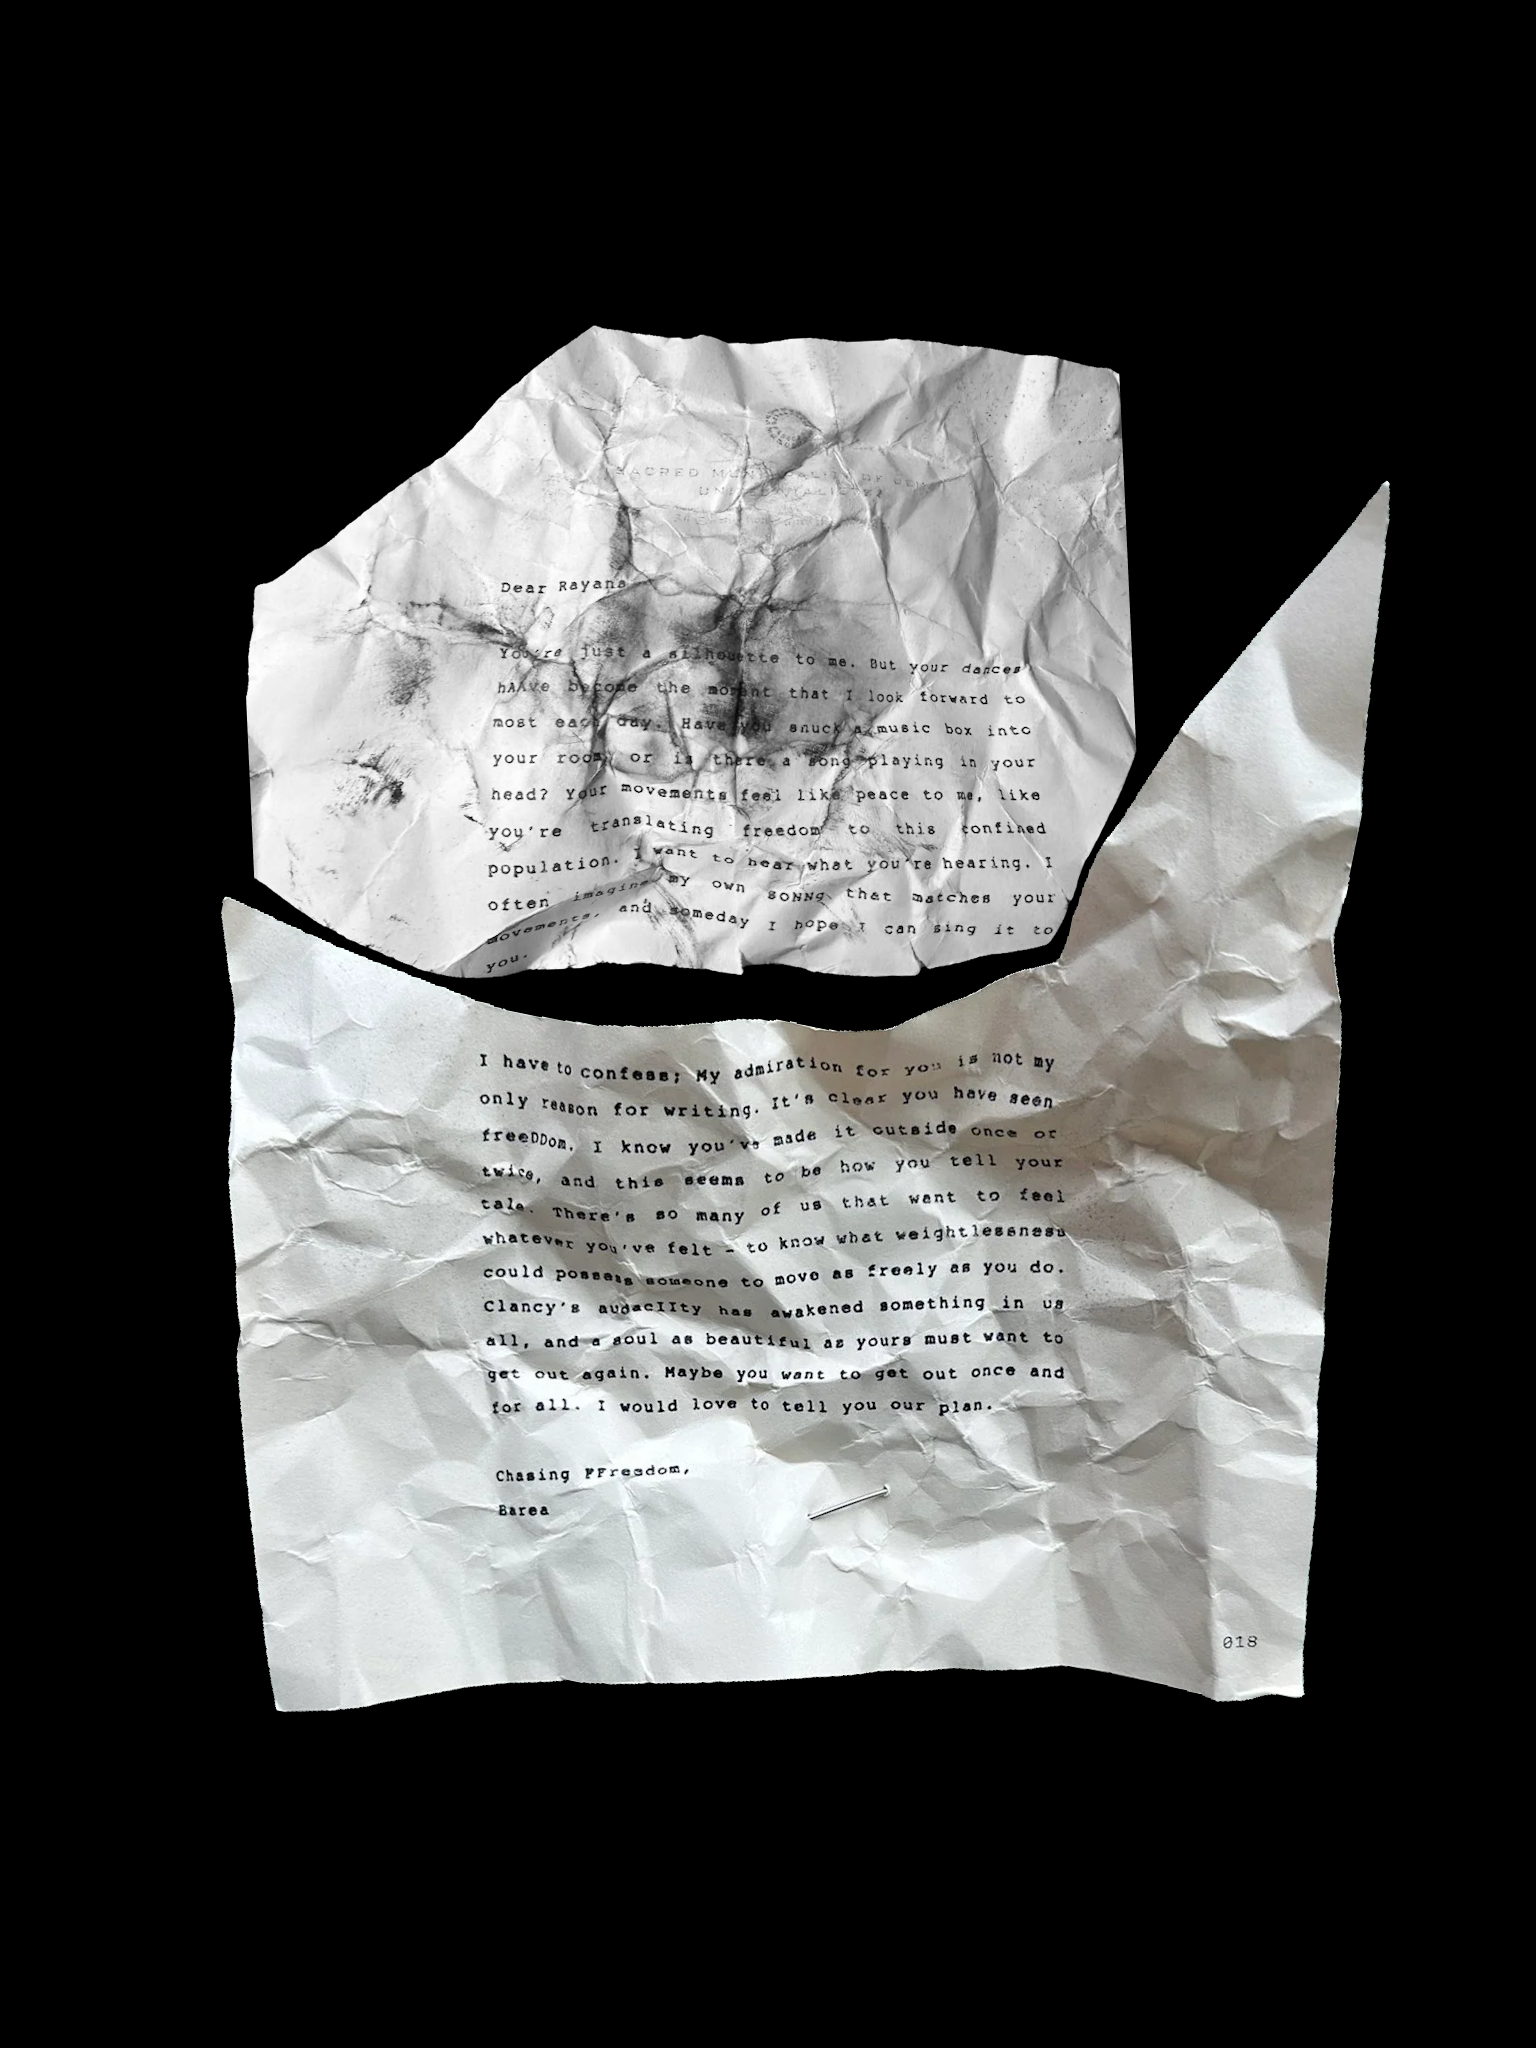 SACRED MUNICIPALITY OF DEMA
Dear Rayana
You're just a silhouette to me. But your dances
hAAve become the moment that I look forward to
most each day. Have you snuck a music box into
your room or is there a song playing in your
head? Your movements feel like peace to me, like
you're translating freedom to this confined
population. I want to hear what you're hearing. I
often imagine my own soNNg that matches your
movements, and someday I hope I can sing it to
you.
I have to confess; My admiration for you is not my
only reason for writing. It's clear you have seen
freeDDom. I know you've made it outside once or
twice, and this seems to be how you tell your
tale. There's so many of us that want to feel
whatever you've felt - to know what weightlessness
could possess someone to move as freely as you do.
Clancy's audacIIty has awakened something in us
all, and a soul as beautiful as yours must want to
get out again. Maybe you want to get out once and
for all. I would love to tell you our plan.
Chasing FFreedom,
Barea
018